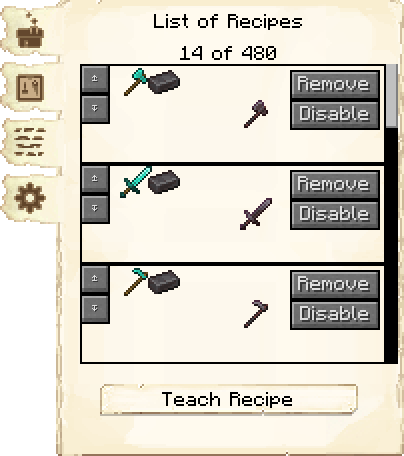 List of Recipes
14 of 480
Remove
Disable
Remove
Disable
Remove
Disable
Teach Recipe